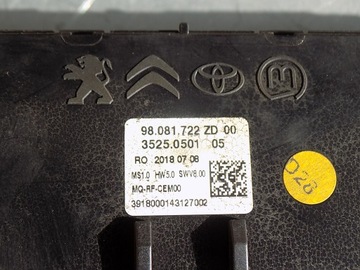 98.081.722 ZD 00
3525.0501 05
RO 2018 07 08
MS1.0 HW5.0 SWV8.00
MQ-RF-CEM00
3918000143127002
D28